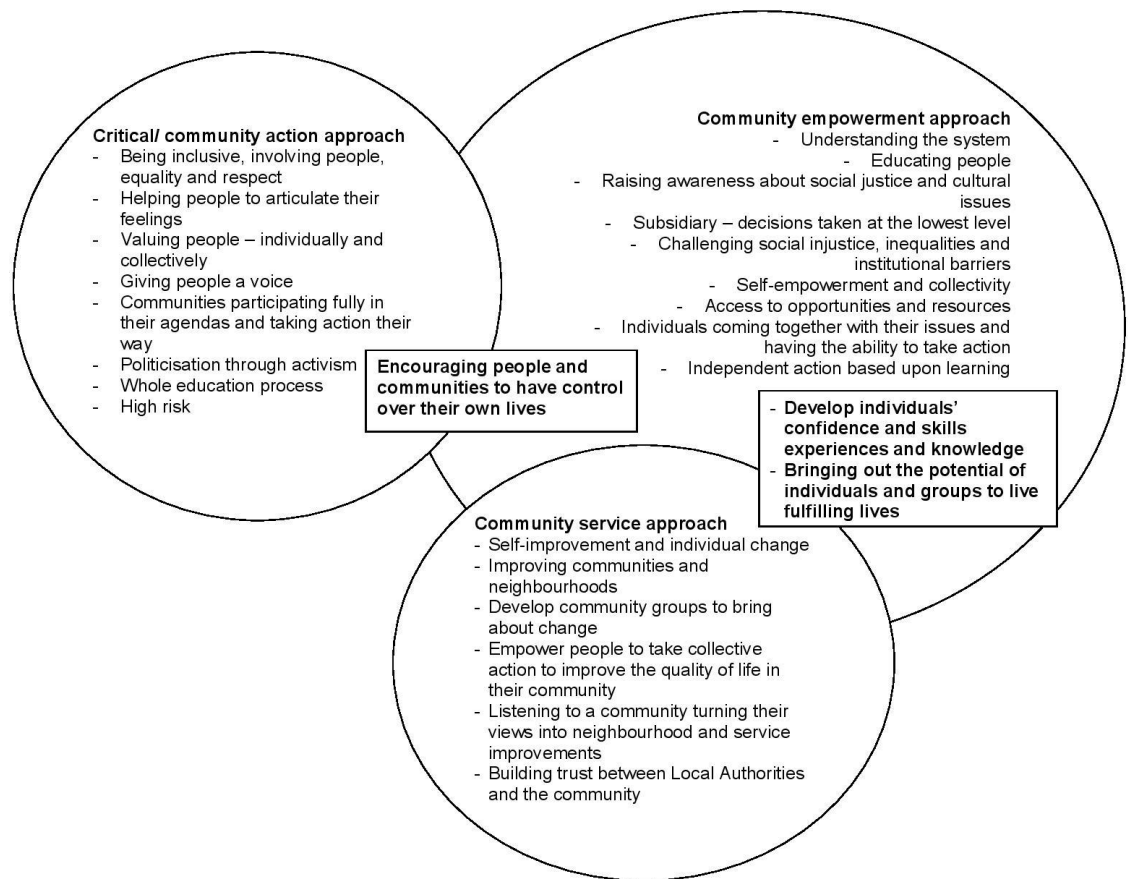 Critical/ community action approach
- Being inclusive, involving people,
equality and respect
- Helping people to articulate their
feelings
- Valuing people – individually and
collectively
- Giving people a voice
- Communities participating fully in
their agendas and taking action their
way
- Politicisation through activism
- Whole education process
- High risk
Community empowerment approach
- Understanding the system
- Educating people
- Raising awareness about social justice and cultural
issues
- Subsidiary – decisions taken at the lowest level
- Challenging social injustice, inequalities and
institutional barriers
- Self-empowerment and collectivity
- Access to opportunities and resources
- Individuals coming together with their issues and
having the ability to take action
- Independent action based upon learning
Encouraging people and
communities to have control
over their own lives
- Develop individuals’
confidence and skills
experiences and knowledge
- Bringing out the potential of
individuals and groups to live
fulfilling lives
Community service approach
- Self-improvement and individual change
- Improving communities and
neighbourhoods
- Develop community groups to bring
about change
- Empower people to take collective
action to improve the quality of life in
their community
- Listening to a community turning their
views into neighbourhood and service
improvements
- Building trust between Local Authorities
and the community